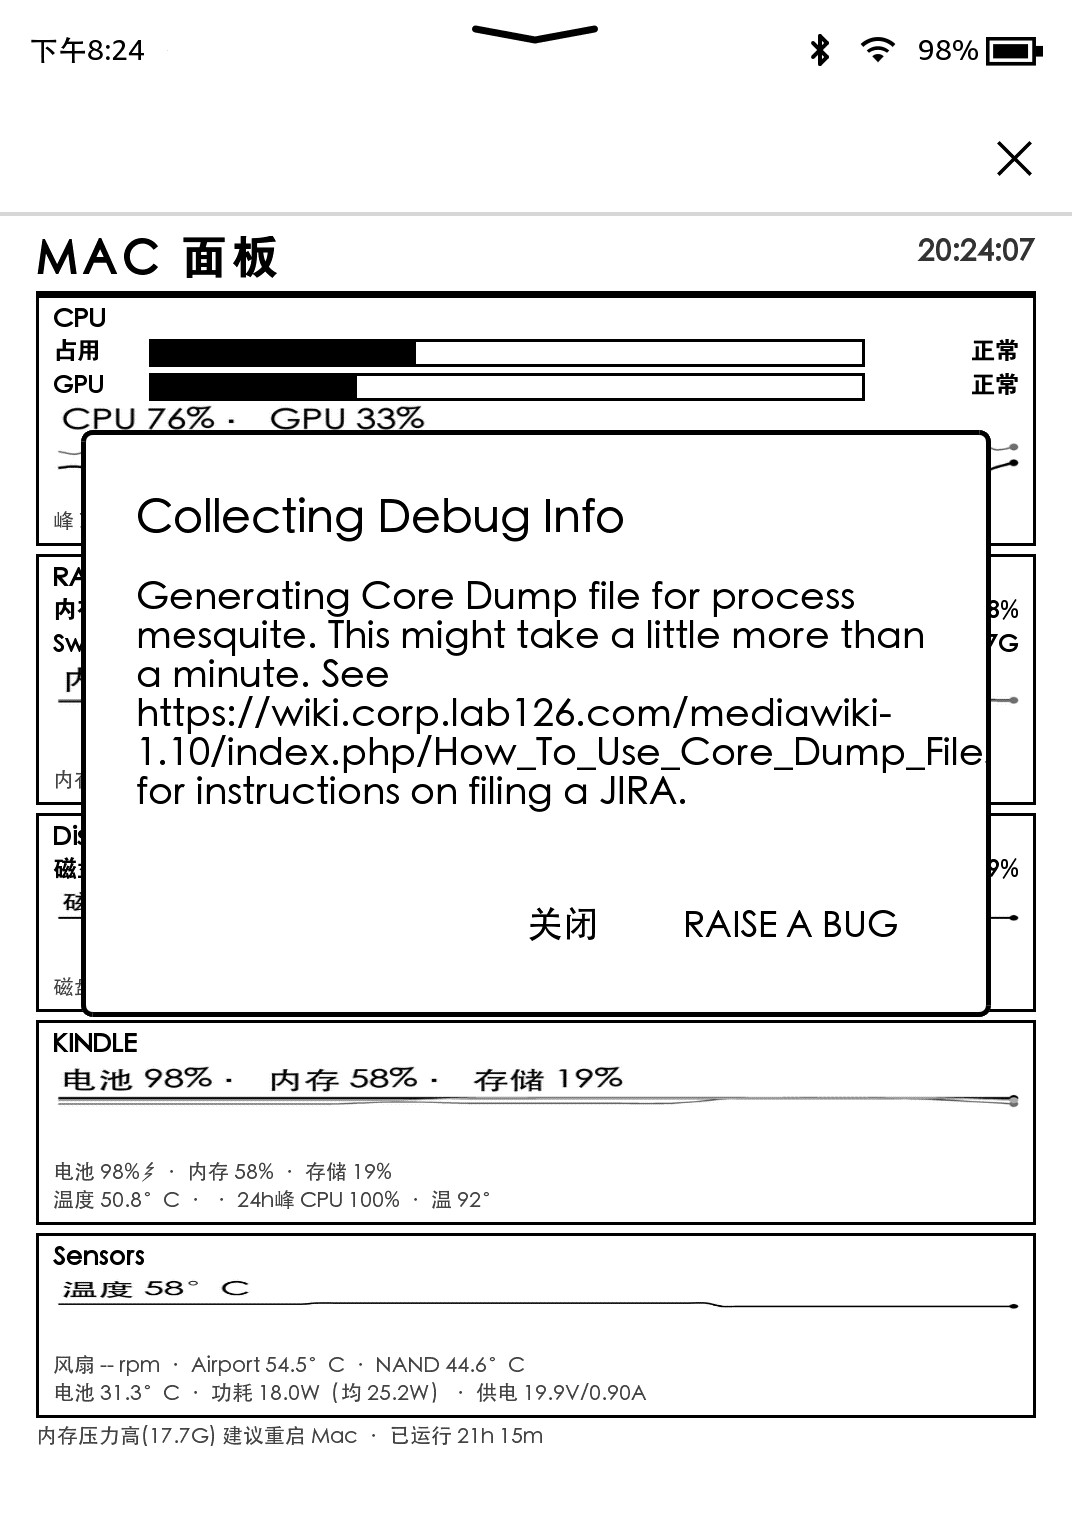 下午8:24
98%
MAC 面板
20:24:07
CPU
占用 正常
GPU 正常
CPU 76% · GPU 33%
峰
Collecting Debug Info
Generating Core Dump file for process
mesquite. This might take a little more than
a minute. See
https://wiki.corp.lab126.com/mediawiki-
1.10/index.php/How_To_Use_Core_Dump_File
for instructions on filing a JIRA.
关闭 RAISE A BUG
KINDLE
电池 98% · 内存 58% · 存储 19%
电池 98%⚡ · 内存 58% · 存储 19%
温度 50.8° C · · 24h峰 CPU 100% · 温 92°
Sensors
温度 58° C
风扇 -- rpm · Airport 54.5° C · NAND 44.6° C
电池 31.3° C · 功耗 18.0W (均 25.2W) · 供电 19.9V/0.90A
内存压力高(17.7G) 建议重启 Mac · 已运行 21h 15m